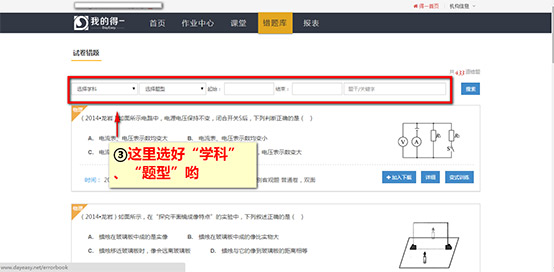 得一首页 机构信息
我的得一 DayEasy 首页 作业中心 课堂 错题库 报表
试卷错题
共 413 道错题
选择学科 选择题型 起始： 结束： 题干/关键字 搜索
（2014•龙岩）如图所示电路中，电源电压保持不变，闭合开关S后，下列判断正确的是（ ）
A、电流表、电压表示数均变大 B、电流表、电压表示数均变小
C、电流 电压表示数均变大
③这里选好“学科”
、“题型”哟
时间： 20 普通卷，双面 加入下载 详细 变式训练
（2014•龙岩）如图所示，在“探究平面镜成像特点”的实验中，下列叙述正确的是（ ）
A、蜡烛在玻璃板中成的是实像 B、蜡烛在玻璃板中成的像比实物大
C、蜡烛移近玻璃板时，像会远离玻璃板 D、蜡烛与它的像到玻璃板的距离相等
www.dayeasy.net/errorbook